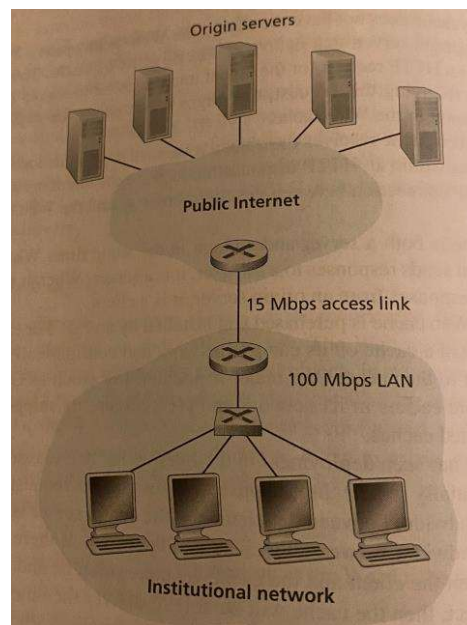 Origin servers
Public Internet
15 Mbps access link
100 Mbps LAN
Institutional network